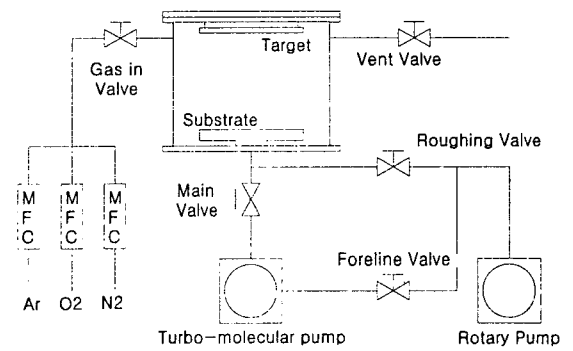 Target
Gas in
Valve
Vent Valve
Substrate
Roughing Valve
Main
Valve
M
F
C
M
F
C
M
F
C
Foreline Valve
Ar
O2
N2
Turbo-molecular pump
Rotary Pump